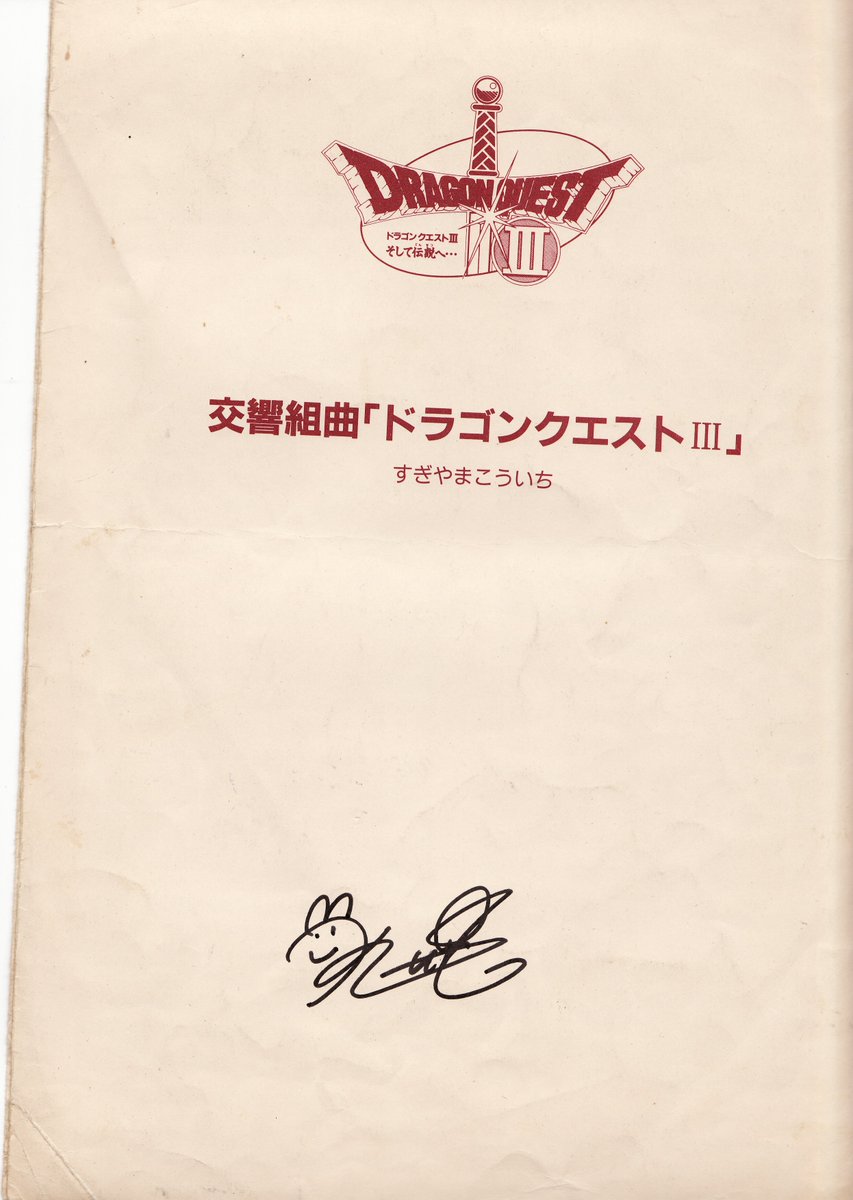 DRAGON QUEST
ドラゴンクエストⅢ
そして伝説へ…
Ⅲ
交響組曲「ドラゴンクエストⅢ」
すぎやまこういち